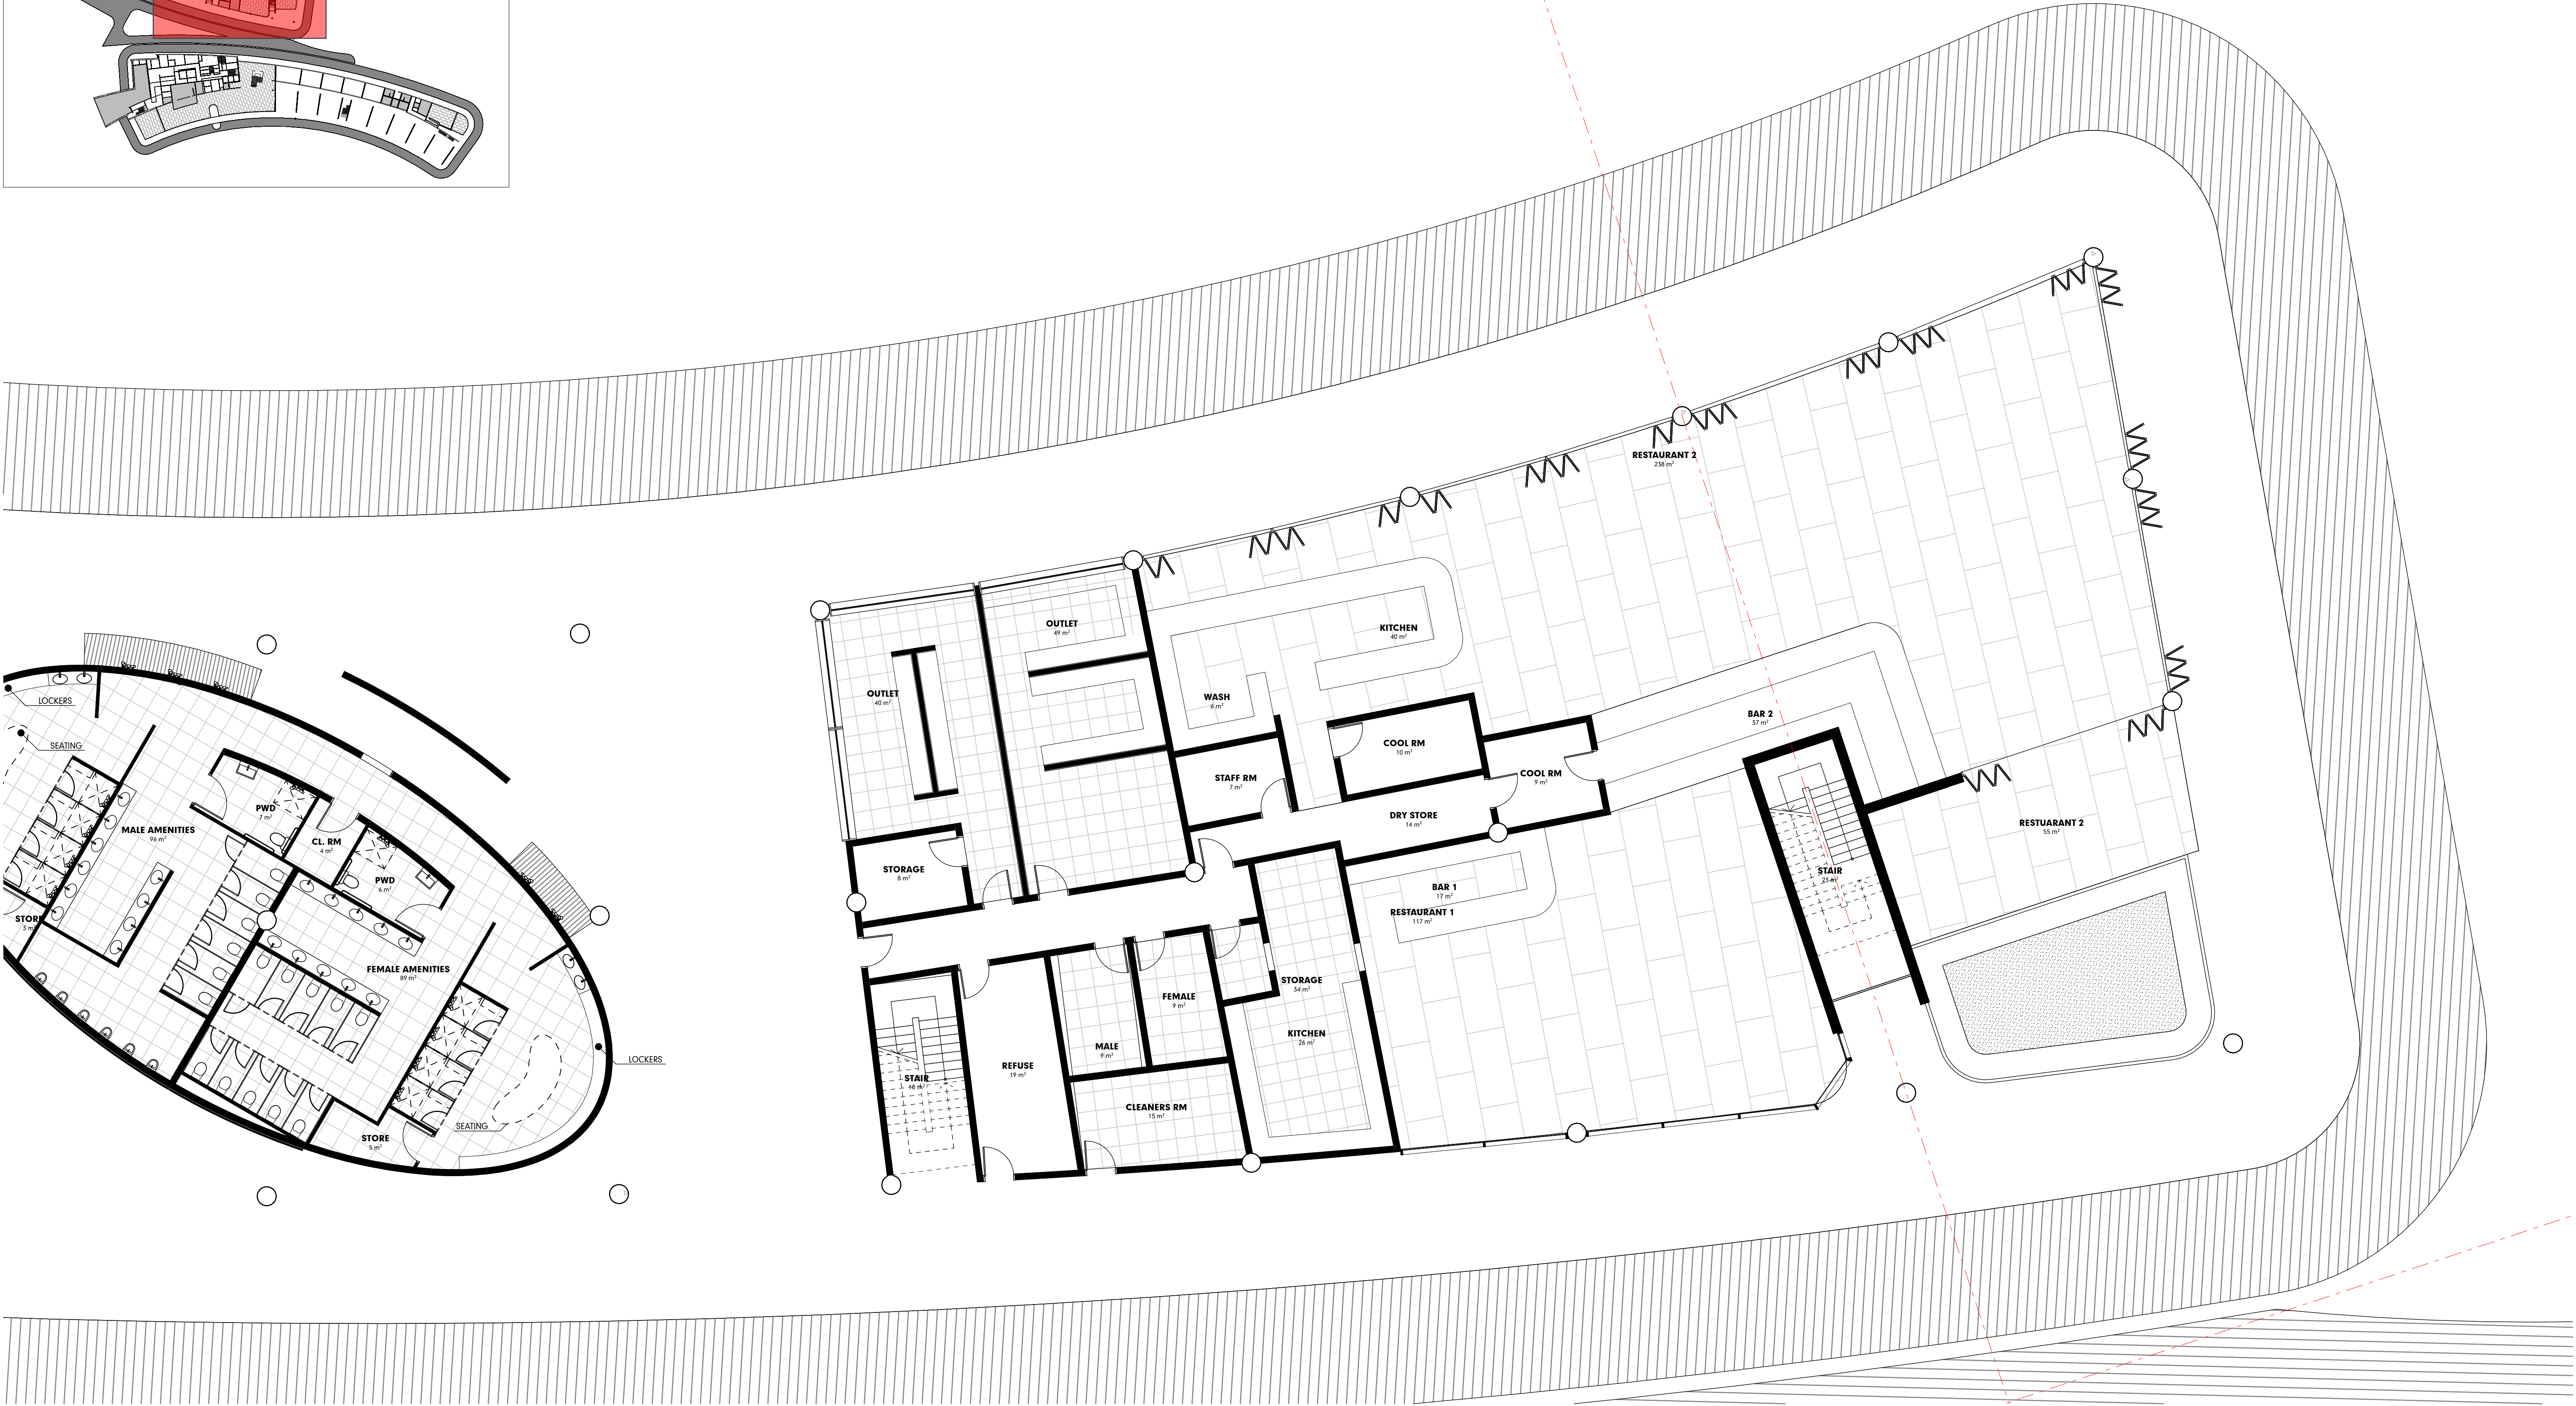 RESTAURANT 2
238 m²
OUTLET
49 m²
KITCHEN
40 m²
OUTLET
40 m²
WASH
6 m²
LOCKERS
BAR 2
37 m²
SEATING
COOL RM
10 m²
COOL RM
9 m²
STAFF RM
7 m²
PWD
7 m²
DRY STORE
14 m²
RESTUARANT 2
55 m²
MALE AMENITIES
96 m²
CL. RM
4 m²
STORAGE
8 m²
STAIR
PWD
6 m²
BAR 1
17 m²
RESTAURANT 1
117 m²
STORE
3 m²
FEMALE AMENITIES
89 m²
STORAGE
34 m²
FEMALE
9 m²
KITCHEN
26 m²
MALE
9 m²
LOCKERS
REFUSE
19 m²
STAIR
CLEANERS RM
15 m²
SEATING
STORE
5 m²